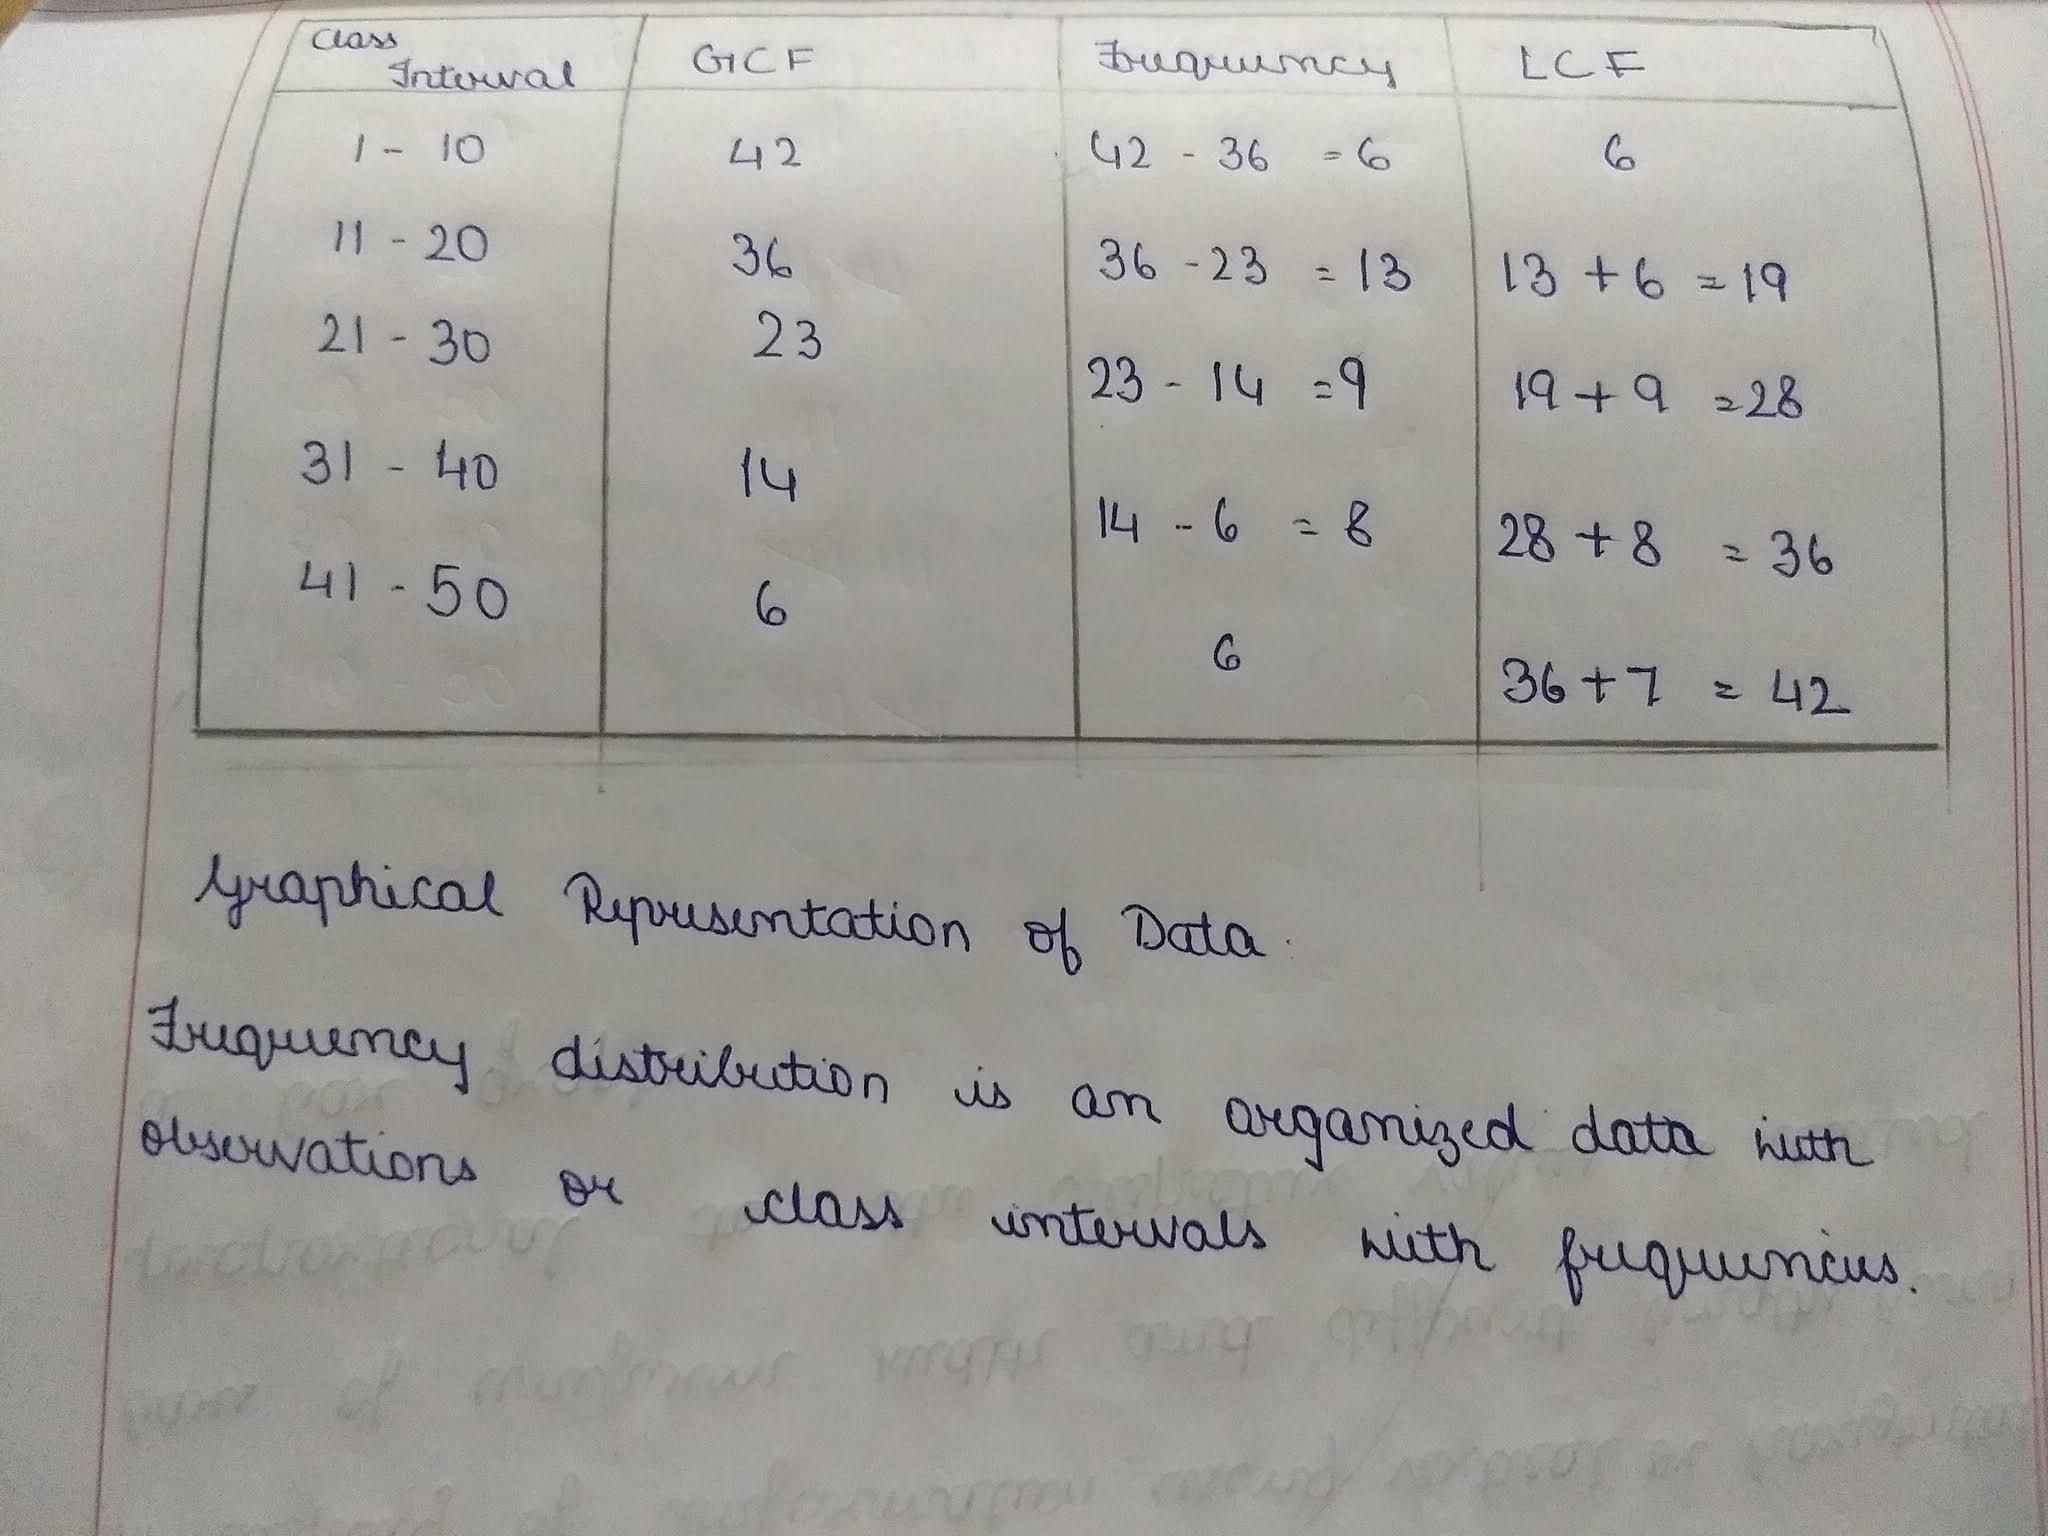 Class Interval GCF Frequency LCF
1 - 10 42 42 - 36 = 6 6
11 - 20 36 36 - 23 = 13 13 + 6 = 19
21 - 30 23 23 - 14 = 9 19 + 9 = 28
31 - 40 14 14 - 6 = 8 28 + 8 = 36
41 - 50 6 6 36 + 7 = 42
Graphical Representation of Data.
Frequency distribution is an organized data with
observations or class intervals with frequencies.